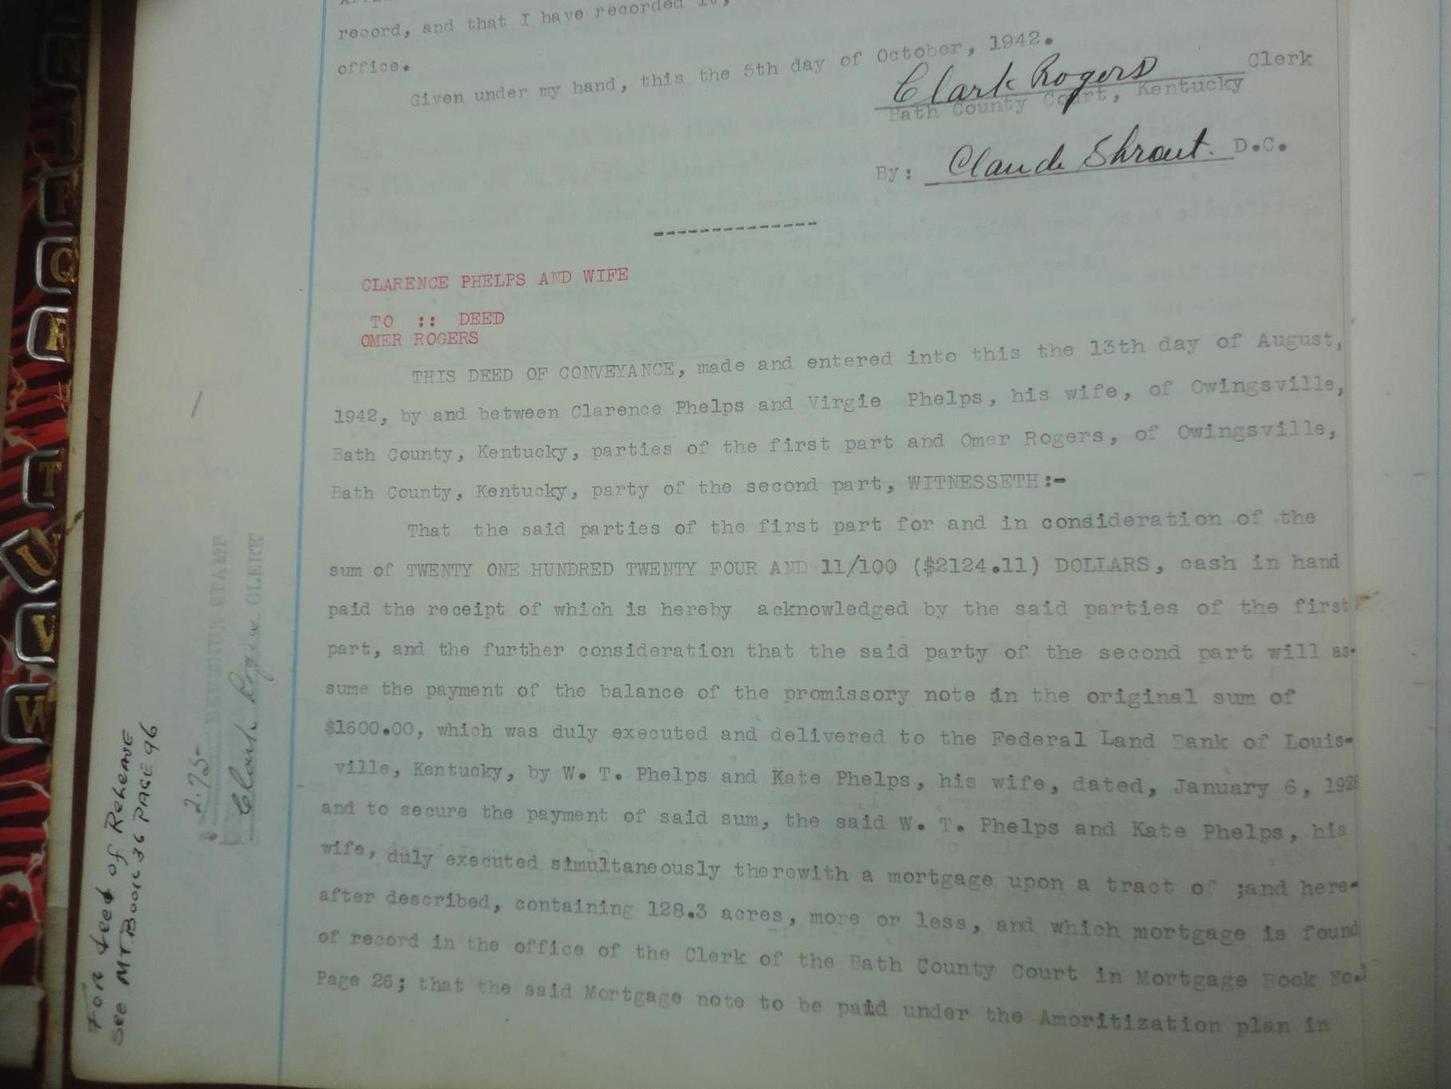 record, and that I have recorded it,
office.
Given under my hand, this the 5th day of October, 1942.
Clark Rogers Clerk
Bath County Court, Kentucky
By: Claude Shrout. D.C.
--------------
CLARENCE PHELPS AND WIFE
TO :: DEED
OMER ROGERS
THIS DEED OF CONVEYANCE, made and entered into this the 13th day of August,
1942, by and between Clarence Phelps and Virgie Phelps, his wife, of Owingsville,
Bath County, Kentucky, parties of the first part and Omer Rogers, of Owingsville,
Bath County, Kentucky, party of the second part, WITNESSETH:-
That the said parties of the first part for and in consideration of the
sum of TWENTY ONE HUNDRED TWENTY FOUR AND 11/100 ($2124.11) DOLLARS, cash in hand
paid the receipt of which is hereby acknowledged by the said parties of the first
part, and the further consideration that the said party of the second part will as-
sume the payment of the balance of the promissory note in the original sum of
$1600.00, which was duly executed and delivered to the Federal Land Bank of Louis-
ville, Kentucky, by W. T. Phelps and Kate Phelps, his wife, dated, January 6,
and to secure the payment of said sum, the said W. T. Phelps and Kate Phelps, his
wife, duly executed simultaneously therewith a mortgage upon a tract of ;and here-
after described, containing 128.3 acres, more or less, and which mortgage is found
of record in the office of the Clerk of the Bath County Court in Mortgage Book No.
Page 26; that the said Mortgage note to be paid under the Amoritization plan in
For deed of Release
See MT. Book 36 PAGE 96
2.75
REVENUE STAMP
Clark Rogers CLERK
N
P
Q
R
T
U
V
W